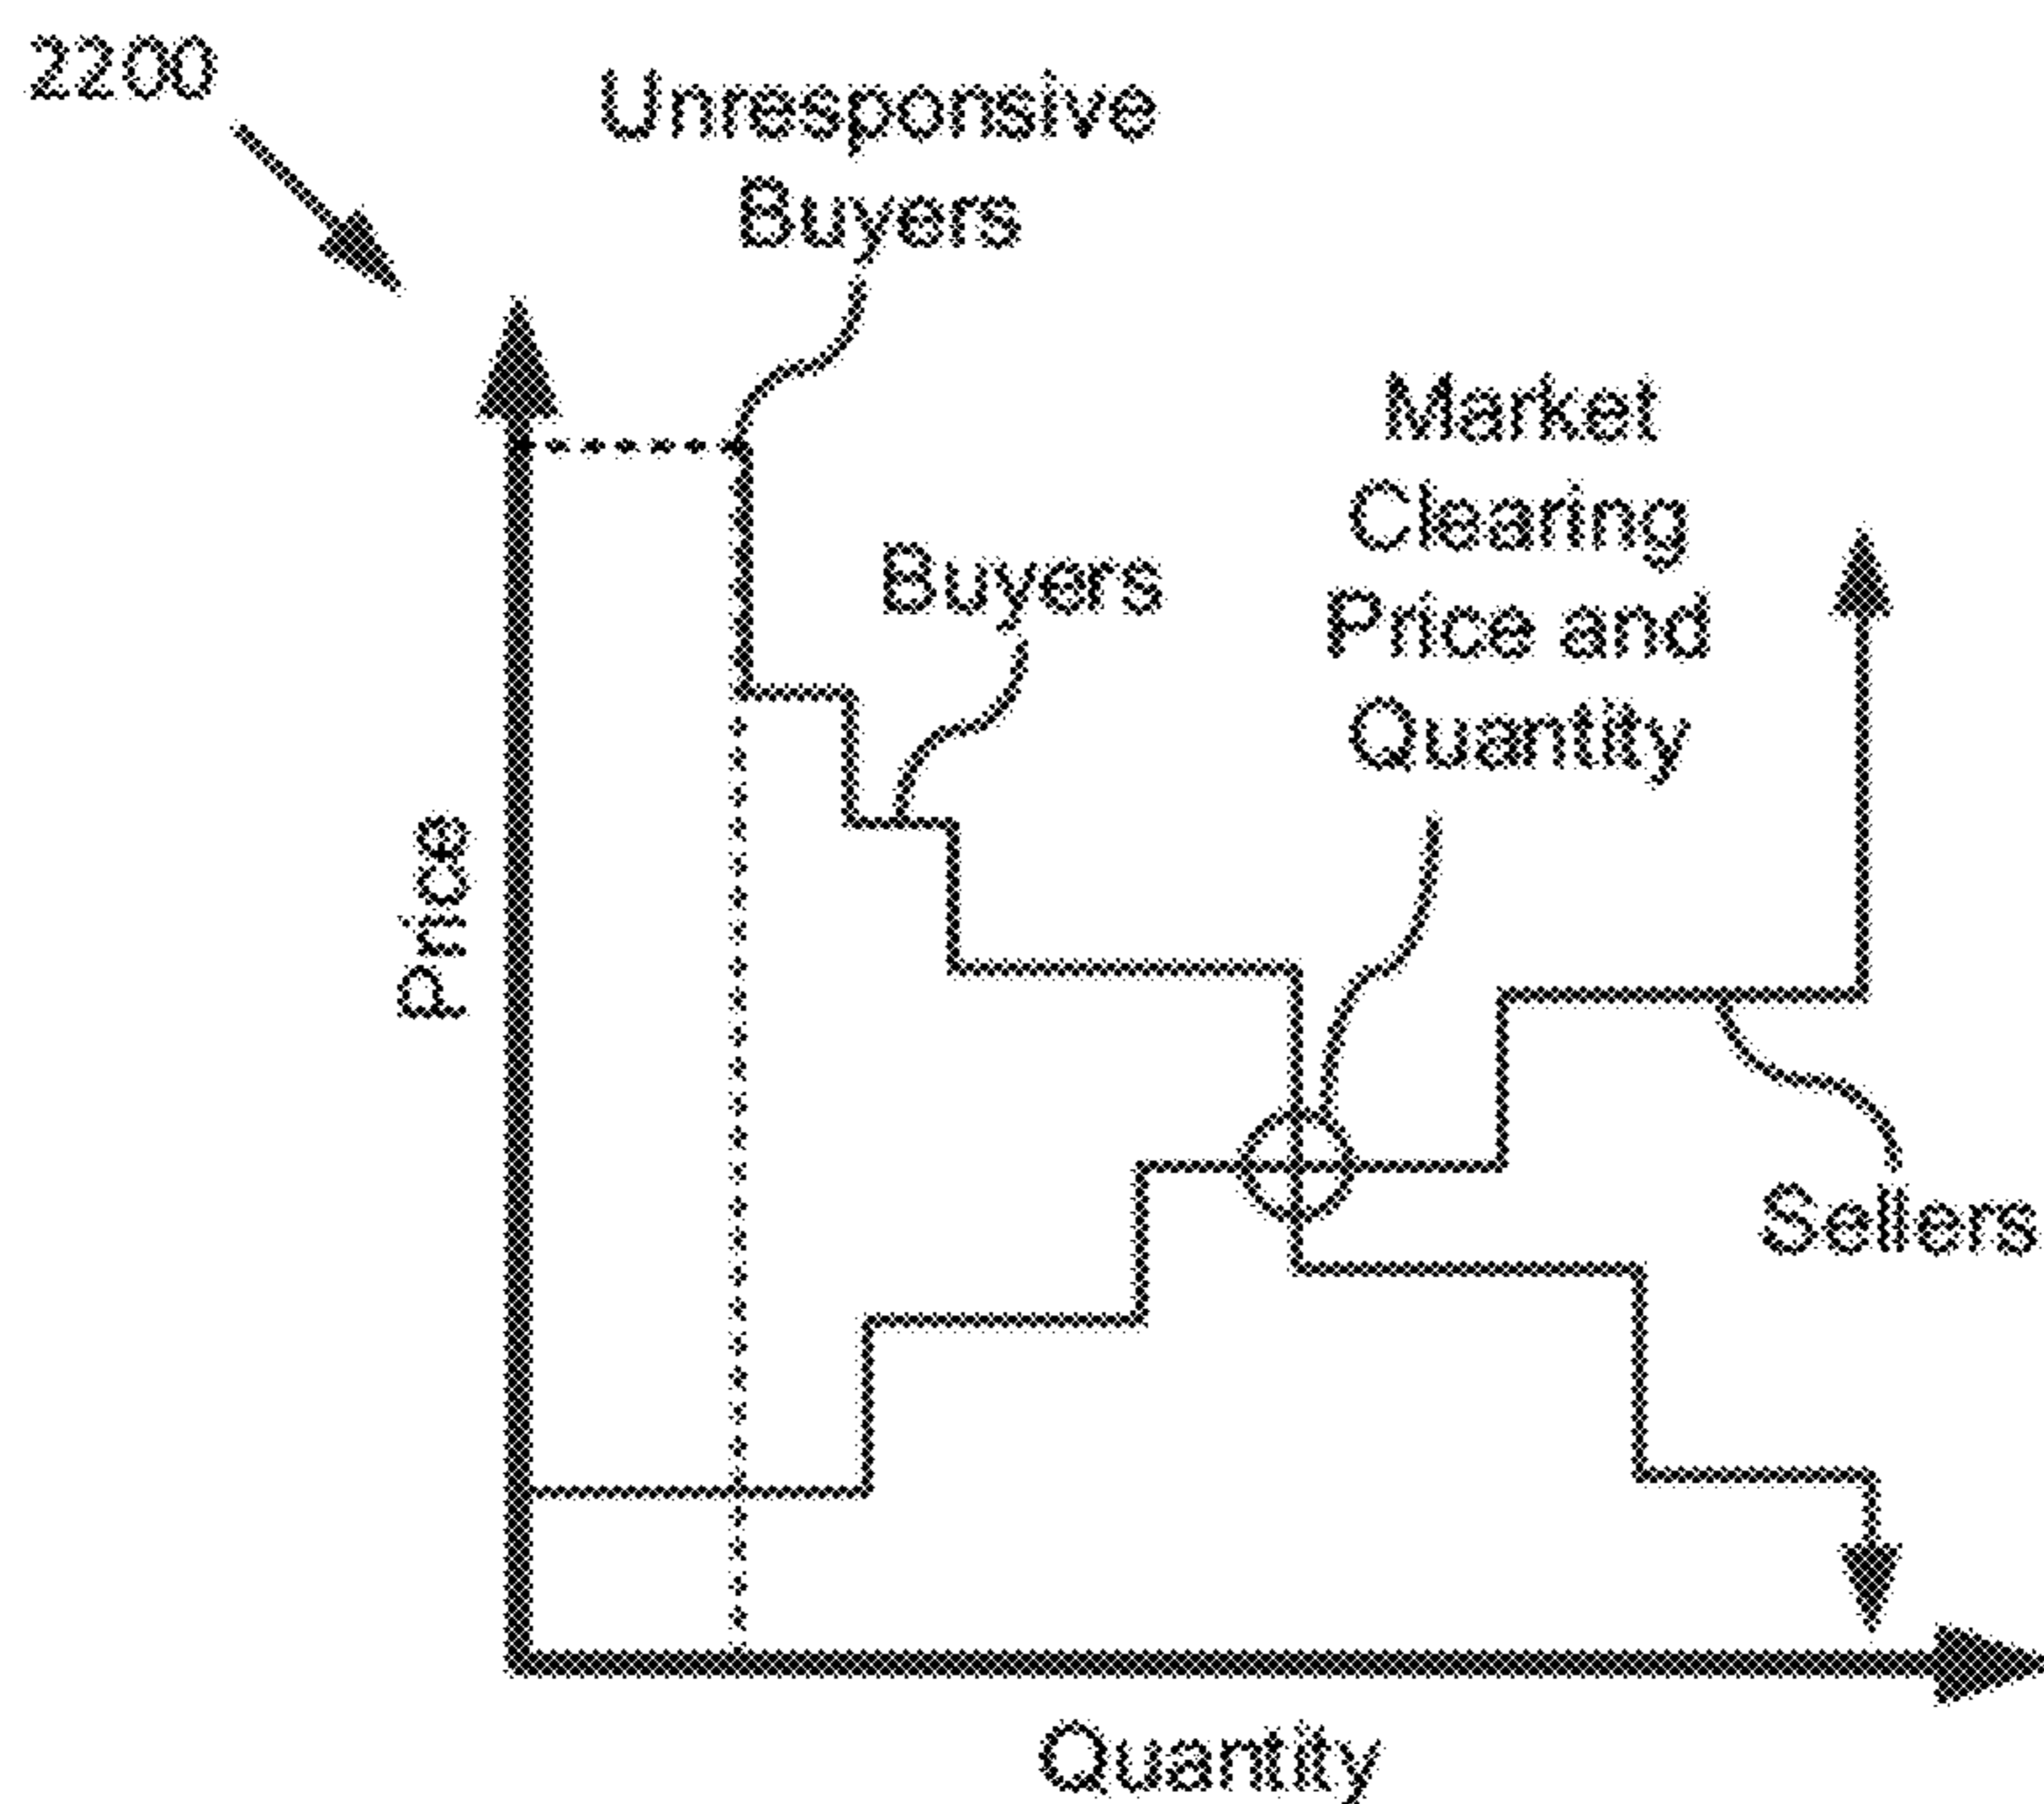 2200
Unresponsive
Buyers
Buyers
Market
Clearing
Price and
Quantity
Price
Sellers
Quantity